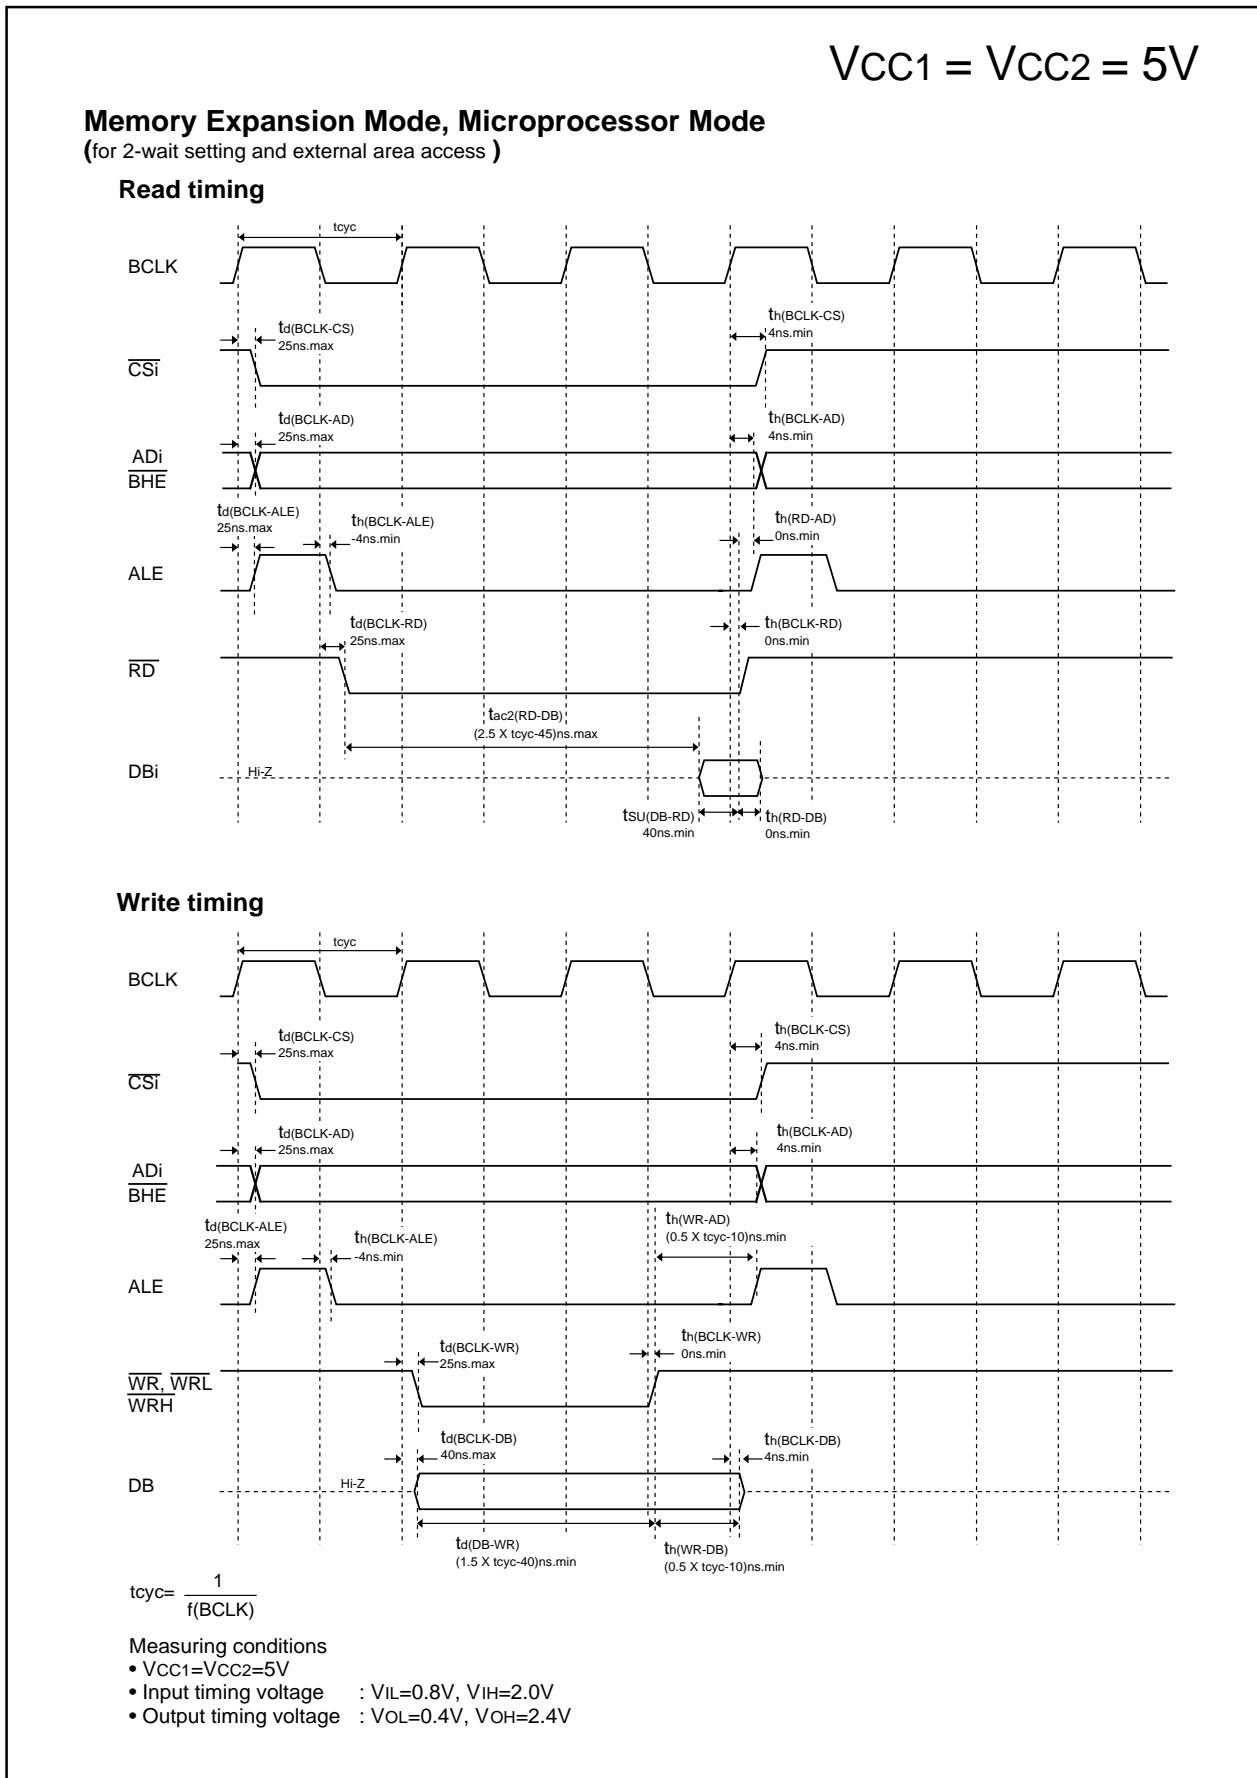 VCC1 = VCC2 = 5V
Memory Expansion Mode, Microprocessor Mode
(for 2-wait setting and external area access )
Read timing
tcyc
BCLK
td(BCLK-CS)
25ns.max
th(BCLK-CS)
4ns.min
CSi
td(BCLK-AD)
25ns.max
th(BCLK-AD)
4ns.min
ADi
BHE
td(BCLK-ALE)
25ns.max
th(BCLK-ALE)
-4ns.min
th(RD-AD)
0ns.min
ALE
td(BCLK-RD)
25ns.max
th(BCLK-RD)
0ns.min
RD
tac2(RD-DB)
(2.5 X tcyc-45)ns.max
DBi
Hi-Z
tSU(DB-RD)
40ns.min
th(RD-DB)
0ns.min
Write timing
tcyc
BCLK
td(BCLK-CS)
25ns.max
th(BCLK-CS)
4ns.min
CSi
td(BCLK-AD)
25ns.max
th(BCLK-AD)
4ns.min
ADi
BHE
td(BCLK-ALE)
25ns.max
th(BCLK-ALE)
-4ns.min
th(WR-AD)
(0.5 X tcyc-10)ns.min
ALE
td(BCLK-WR)
25ns.max
th(BCLK-WR)
0ns.min
WR, WRL
WRH
td(BCLK-DB)
40ns.max
th(BCLK-DB)
4ns.min
DB
Hi-Z
td(DB-WR)
(1.5 X tcyc-40)ns.min
th(WR-DB)
(0.5 X tcyc-10)ns.min
tcyc= 1
f(BCLK)
Measuring conditions
• VCC1=VCC2=5V
• Input timing voltage : VIL=0.8V, VIH=2.0V
• Output timing voltage : VOL=0.4V, VOH=2.4V